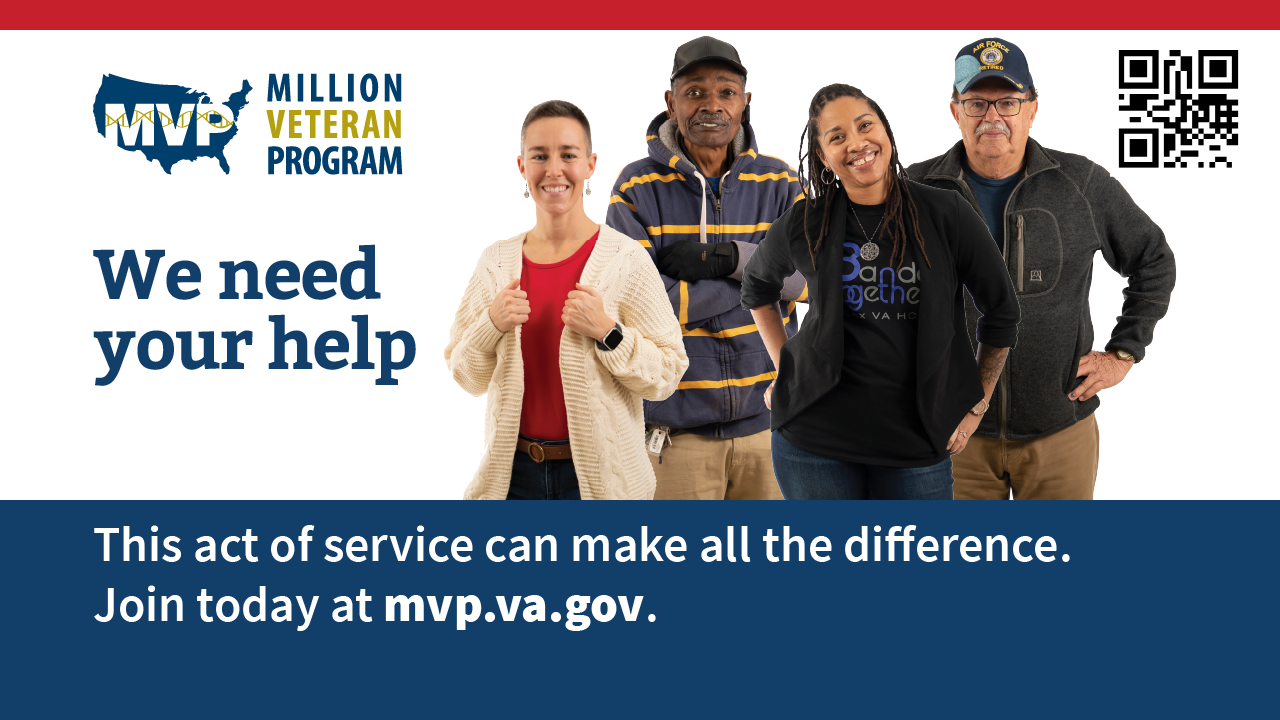 MVP
MILLION
VETERAN
PROGRAM
We need
your help
AIR FORCE
RETIRED
VA
This act of service can make all the difference.
Join today at mvp.va.gov.